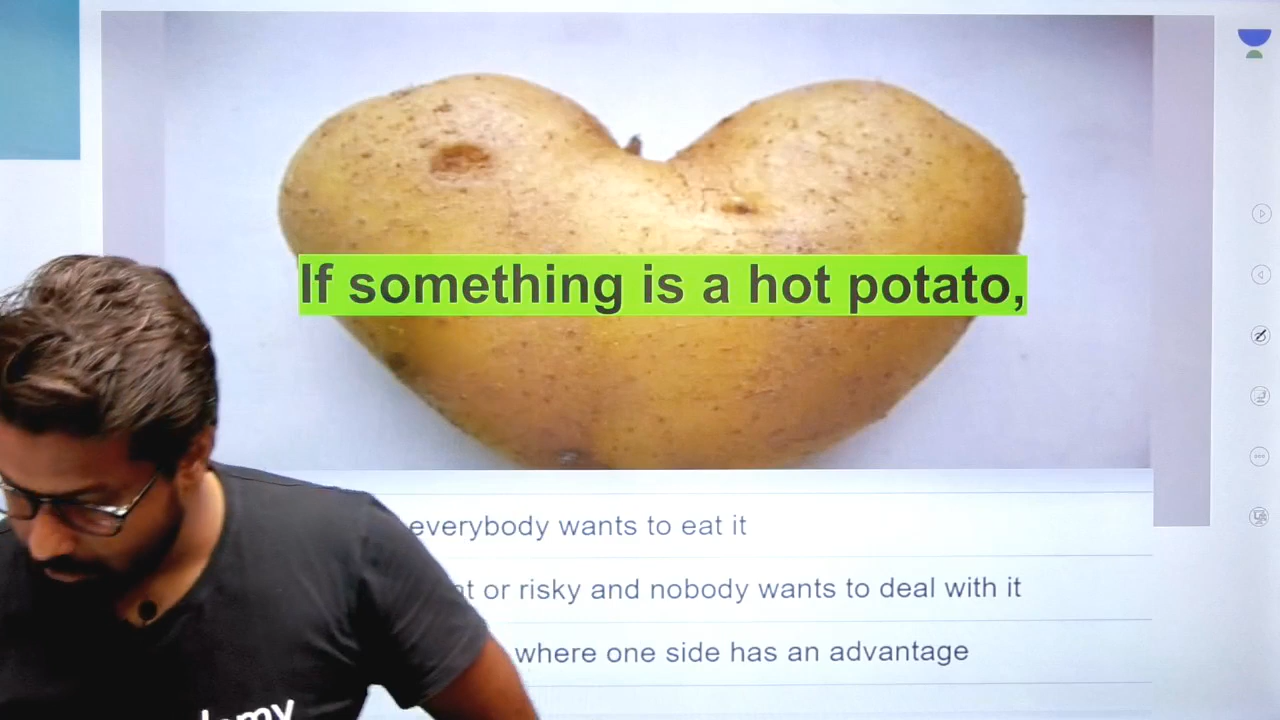 If something is a hot potato,
everybody wants to eat it
or risky and nobody wants to deal with it
where one side has an advantage